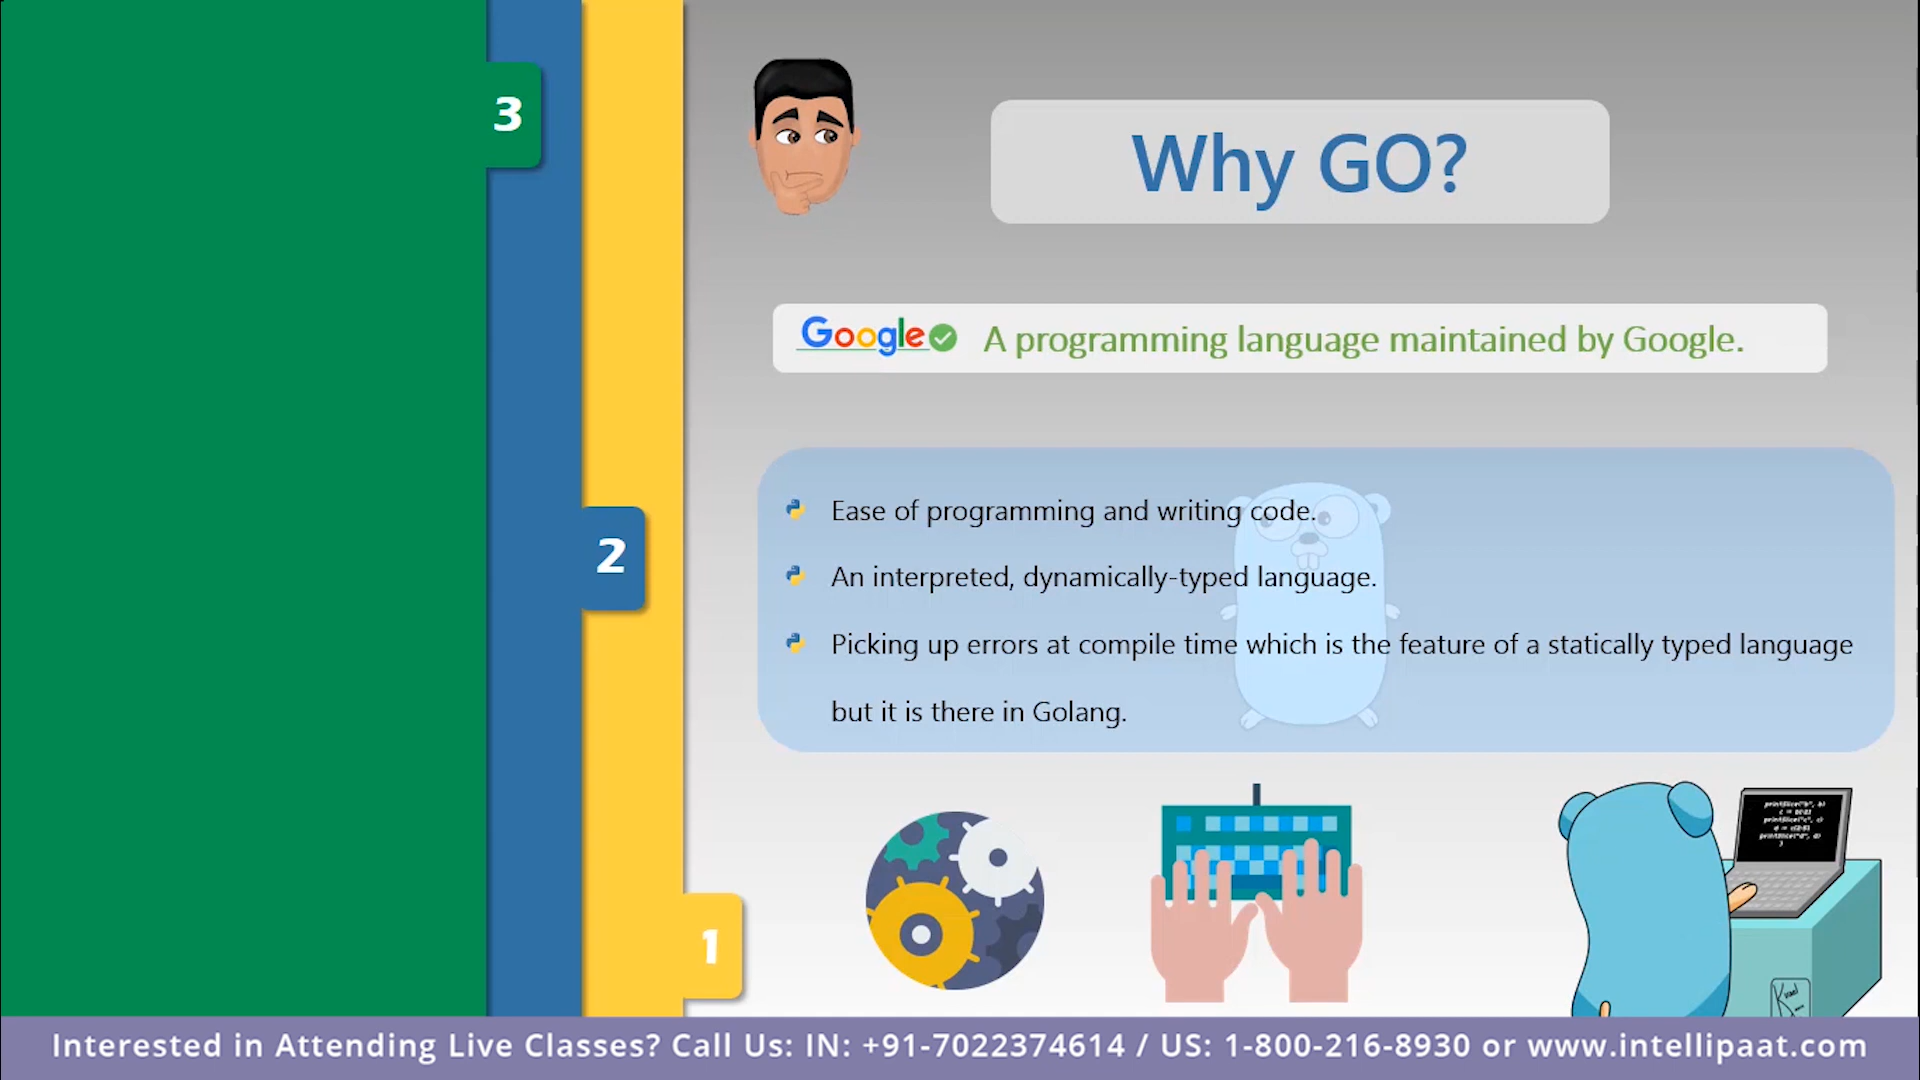 3
Why GO?
Google A programming language maintained by Google.
Ease of programming and writing code.
2
An interpreted, dynamically-typed language.
Picking up errors at compile time which is the feature of a statically typed language
but it is there in Golang.
printSlice("b", b)
printSlice("c", c)
printSlice("d", d)
}
1
Interested in Attending Live Classes? Call Us: IN: +91-7022374614 / US: 1-800-216-8930 or www.intellipaat.com